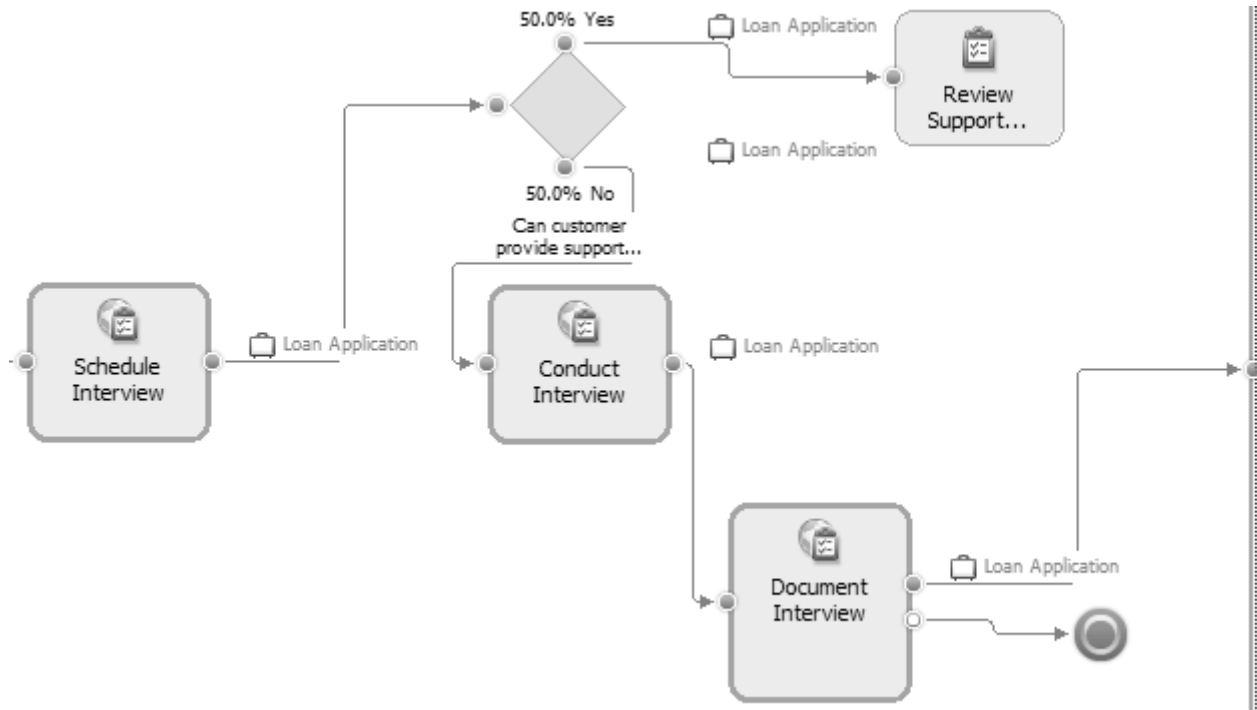 50.0% Yes
Loan Application
Review
Support...
Loan Application
50.0% No
Can customer
provide support...
Schedule
Interview
Loan Application
Conduct
Interview
Loan Application
Document
Interview
Loan Application